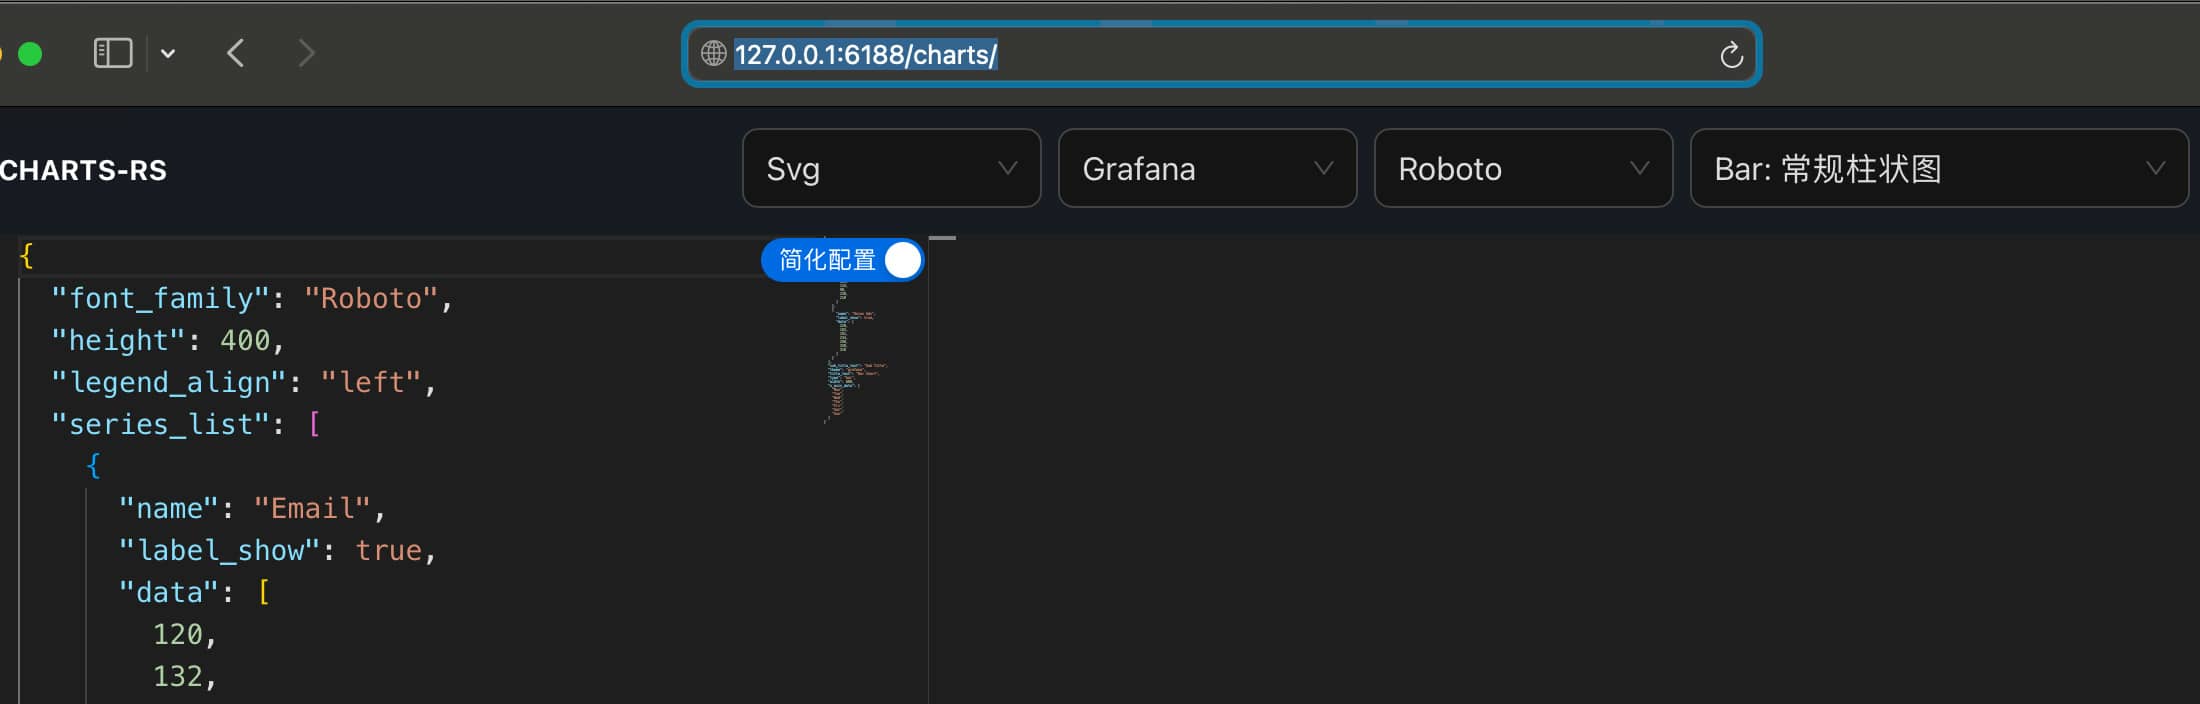 127.0.0.1:6188/charts/
CHARTS-RS
Svg
Grafana
Roboto
Bar: 常规柱状图
简化配置
{
"font_family": "Roboto",
"height": 400,
"legend_align": "left",
"series_list": [
{
"name": "Email",
"label_show": true,
"data": [
120,
132,